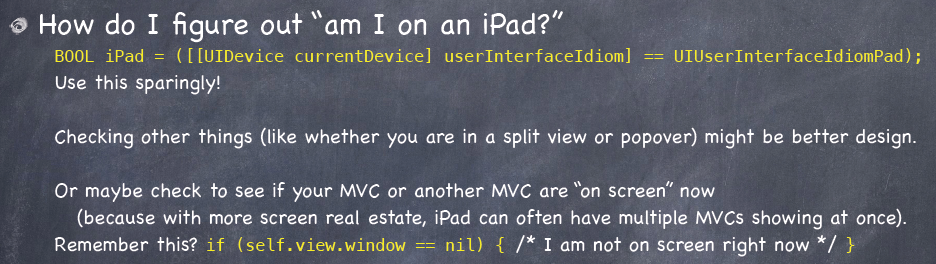 How do I figure out “am I on an iPad?”
BOOL iPad = ([[UIDevice currentDevice] userInterfaceIdiom] == UIUserInterfaceIdiomPad);
Use this sparingly!
Checking other things (like whether you are in a split view or popover) might be better design.
Or maybe check to see if your MVC or another MVC are “on screen” now
(because with more screen real estate, iPad can often have multiple MVCs showing at once).
Remember this? if (self.view.window == nil) { /* I am not on screen right now */ }